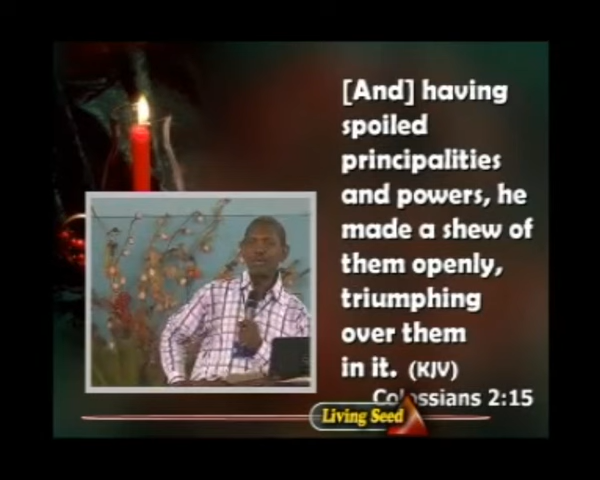 [And] having
spoiled
principalities
and powers, he
made a shew of
them openly,
triumphing
over them
in it. (KJV)
Colossians 2:15
Living Seed